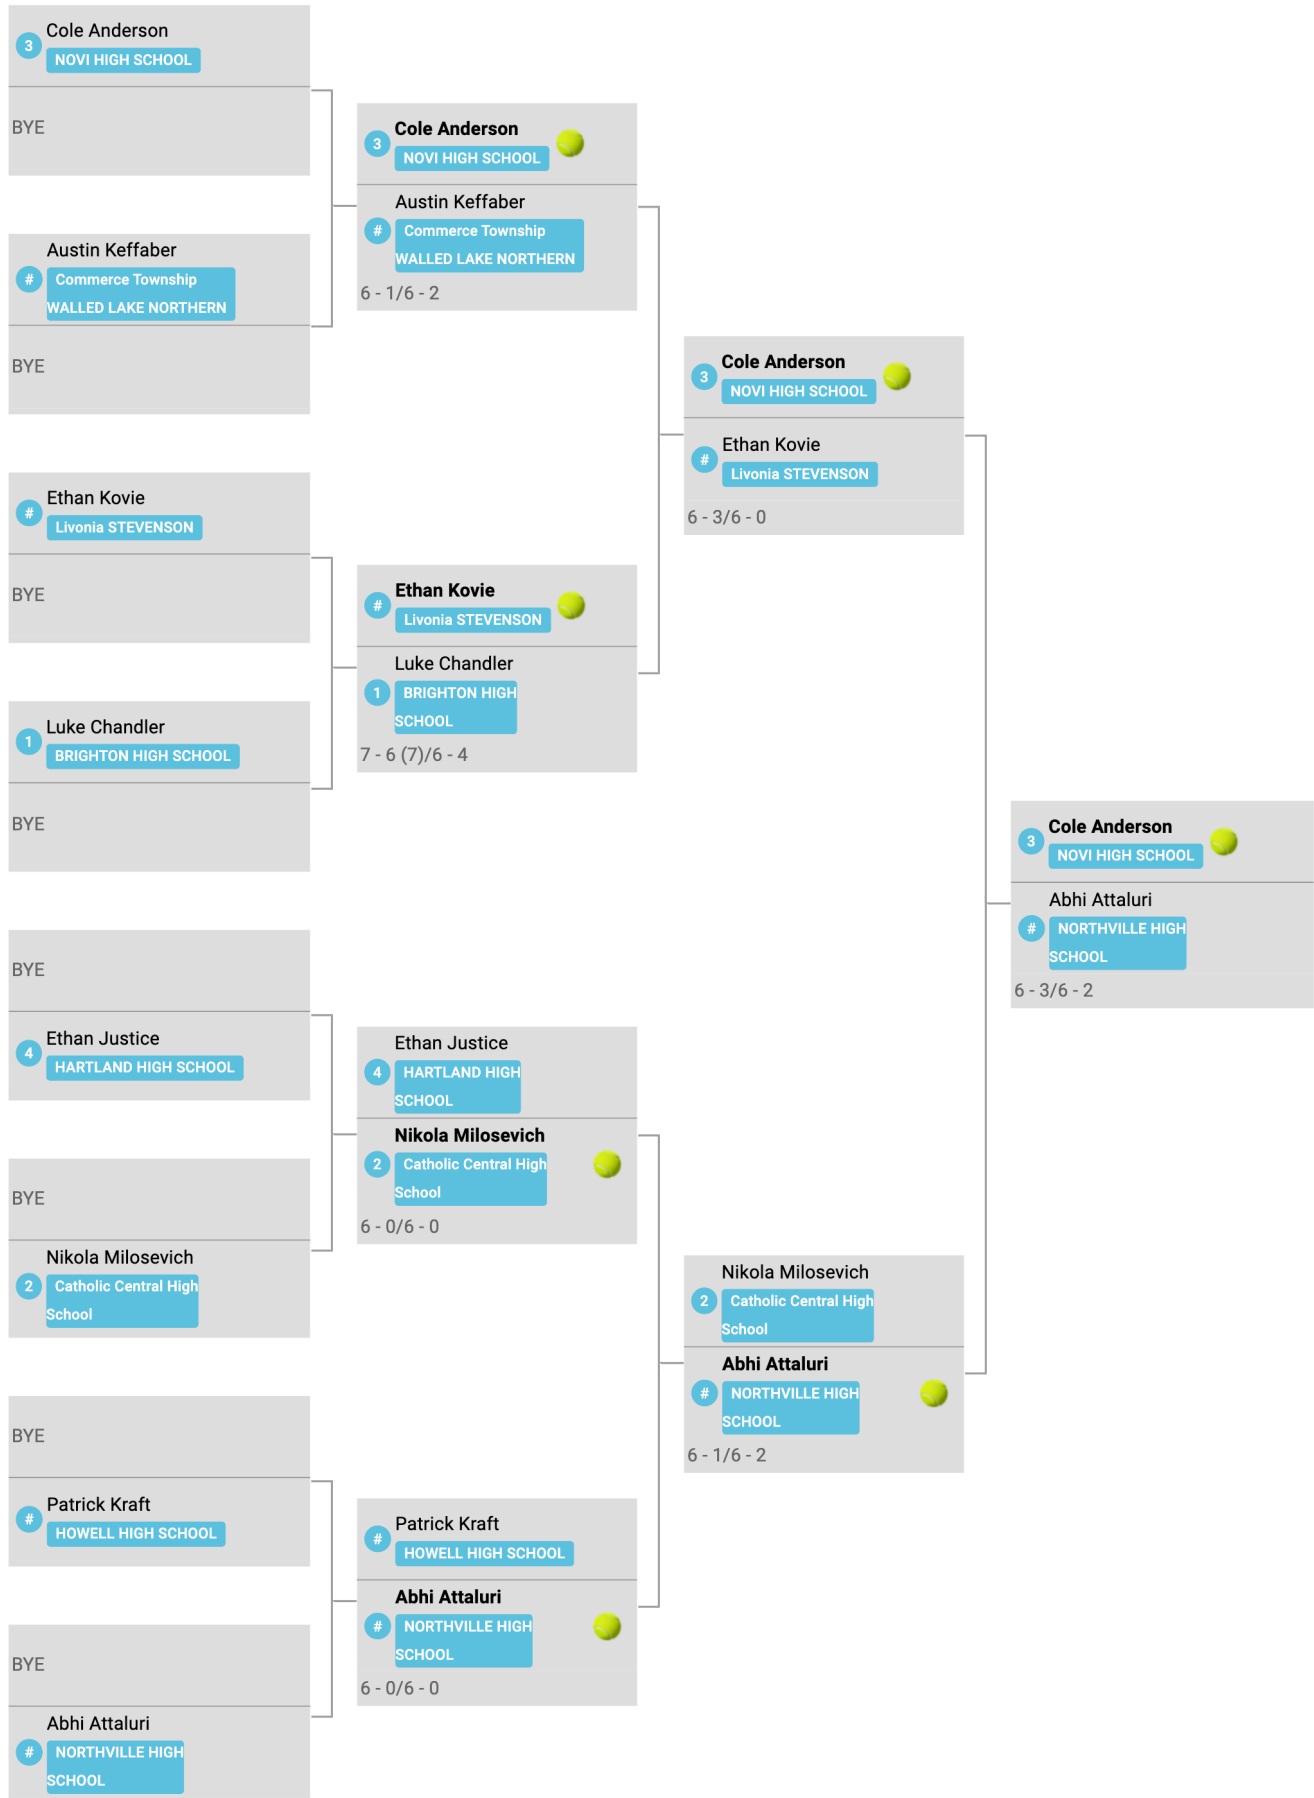 3
Cole Anderson
NOVI HIGH SCHOOL
BYE
#
Austin Keffaber
Commerce Township
WALLED LAKE NORTHERN
BYE
#
Ethan Kovie
Livonia STEVENSON
BYE
1
Luke Chandler
BRIGHTON HIGH SCHOOL
BYE
BYE
4
Ethan Justice
HARTLAND HIGH SCHOOL
BYE
2
Nikola Milosevich
Catholic Central High
School
BYE
#
Patrick Kraft
HOWELL HIGH SCHOOL
BYE
#
Abhi Attaluri
NORTHVILLE HIGH
SCHOOL
3
Cole Anderson
NOVI HIGH SCHOOL
#
Austin Keffaber
Commerce Township
WALLED LAKE NORTHERN
6 - 1/6 - 2
#
Ethan Kovie
Livonia STEVENSON
1
Luke Chandler
BRIGHTON HIGH
SCHOOL
7 - 6 (7)/6 - 4
4
Ethan Justice
HARTLAND HIGH
SCHOOL
2
Nikola Milosevich
Catholic Central High
School
6 - 0/6 - 0
#
Patrick Kraft
HOWELL HIGH SCHOOL
#
Abhi Attaluri
NORTHVILLE HIGH
SCHOOL
6 - 0/6 - 0
3
Cole Anderson
NOVI HIGH SCHOOL
#
Ethan Kovie
Livonia STEVENSON
6 - 3/6 - 0
2
Nikola Milosevich
Catholic Central High
School
#
Abhi Attaluri
NORTHVILLE HIGH
SCHOOL
6 - 1/6 - 2
3
Cole Anderson
NOVI HIGH SCHOOL
#
Abhi Attaluri
NORTHVILLE HIGH
SCHOOL
6 - 3/6 - 2